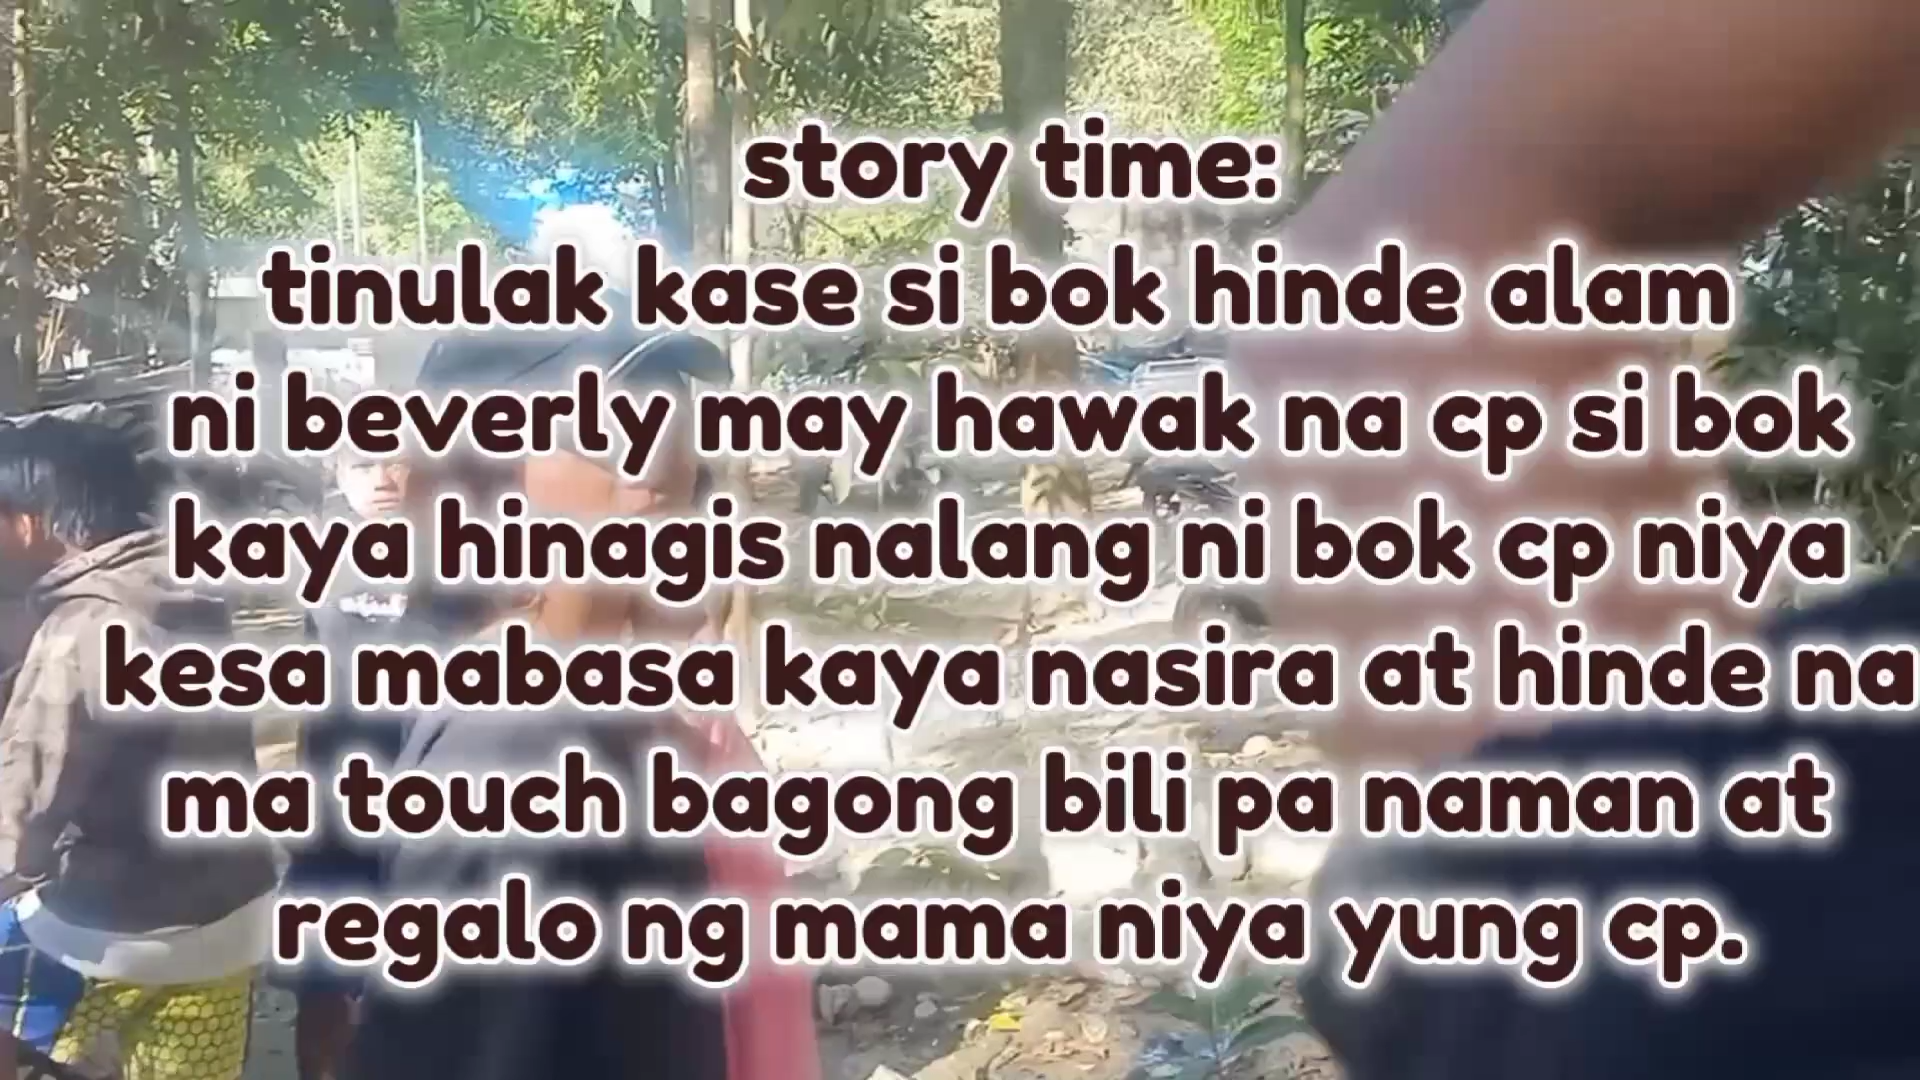 story time:
tinulak kase si bok hinde alam
ni beverly may hawak na cp si bok
kaya hinagis nalang ni bok cp niya
kesa mabasa kaya nasira at hinde na
ma touch bagong bili pa naman at
regalo ng mama niya yung cp.